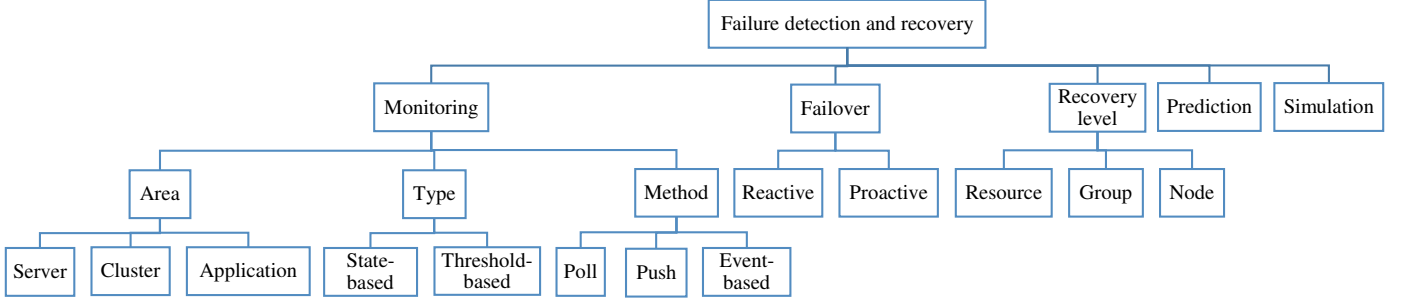 Failure detection and recovery
Monitoring
Failover
Recovery
level
Prediction
Simulation
Area
Type
Method
Reactive
Proactive
Resource
Group
Node
Server
Cluster
Application
State-
based
Threshold-
based
Poll
Push
Event-
based